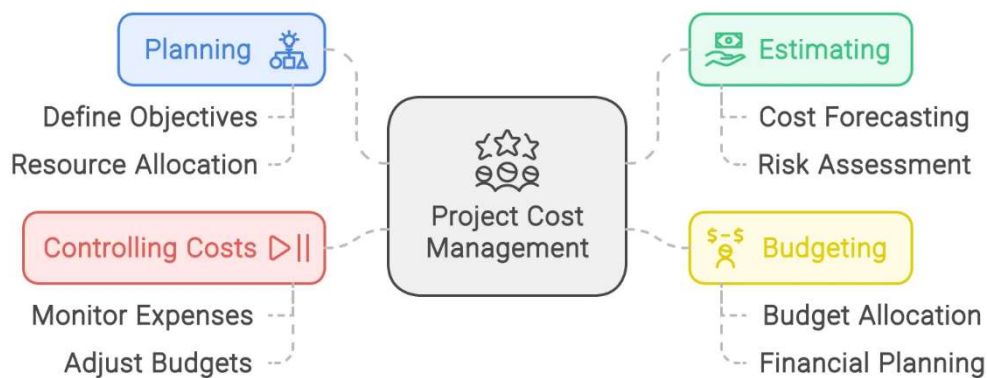 Planning
Define Objectives
Resource Allocation
Controlling Costs
Monitor Expenses
Adjust Budgets
Project Cost
Management
Estimating
Cost Forecasting
Risk Assessment
$-$
Budgeting
Budget Allocation
Financial Planning